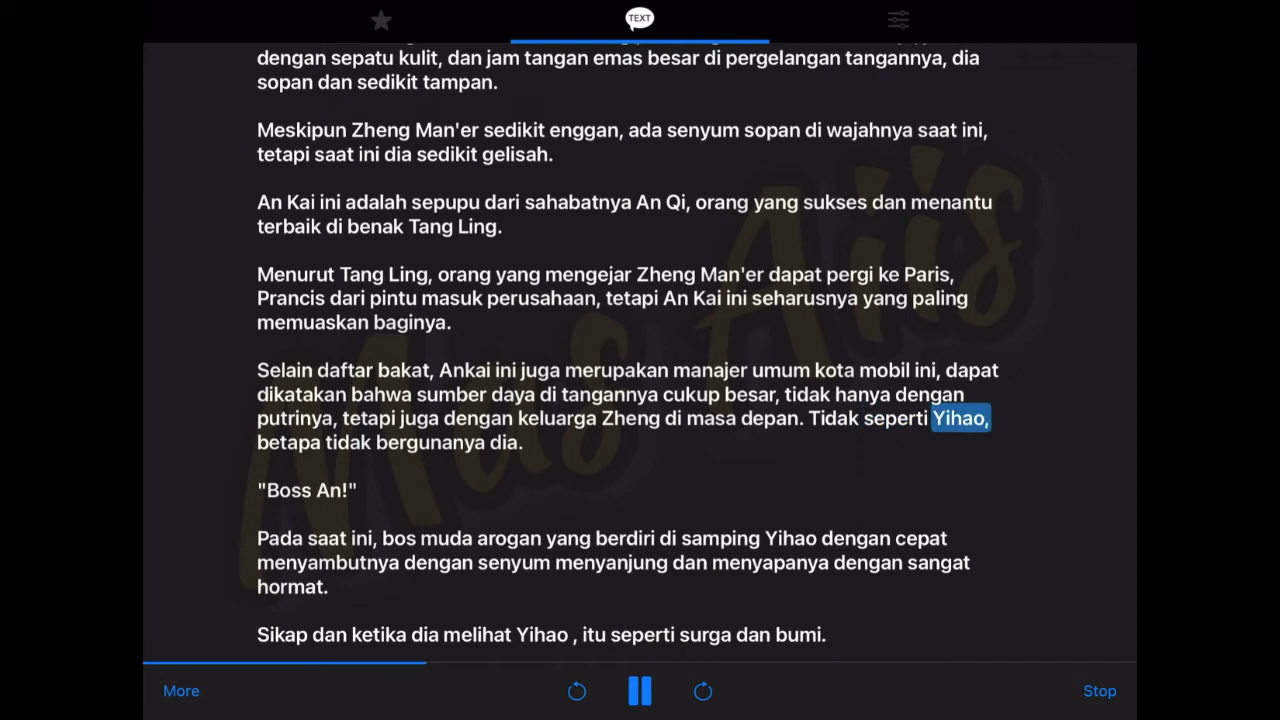 TEXT
dengan sepatu kulit, dan jam tangan emas besar di pergelangan tangannya, dia
sopan dan sedikit tampan.
Meskipun Zheng Man'er sedikit enggan, ada senyum sopan di wajahnya saat ini,
tetapi saat ini dia sedikit gelisah.
An Kai ini adalah sepupu dari sahabatnya An Qi, orang yang sukses dan menantu
terbaik di benak Tang Ling.
Menurut Tang Ling, orang yang mengejar Zheng Man'er dapat pergi ke Paris,
Prancis dari pintu masuk perusahaan, tetapi An Kai ini seharusnya yang paling
memuaskan baginya.
Selain daftar bakat, Ankai ini juga merupakan manajer umum kota mobil ini, dapat
dikatakan bahwa sumber daya di tangannya cukup besar, tidak hanya dengan
putrinya, tetapi juga dengan keluarga Zheng di masa depan. Tidak seperti Yihao,
betapa tidak bergunanya dia.
"Boss An!"
Pada saat ini, bos muda arogan yang berdiri di samping Yihao dengan cepat
menyambutnya dengan senyum menyanjung dan menyapanya dengan sangat
hormat.
Sikap dan ketika dia melihat Yihao , itu seperti surga dan bumi.
Mas Aiis
More
Stop